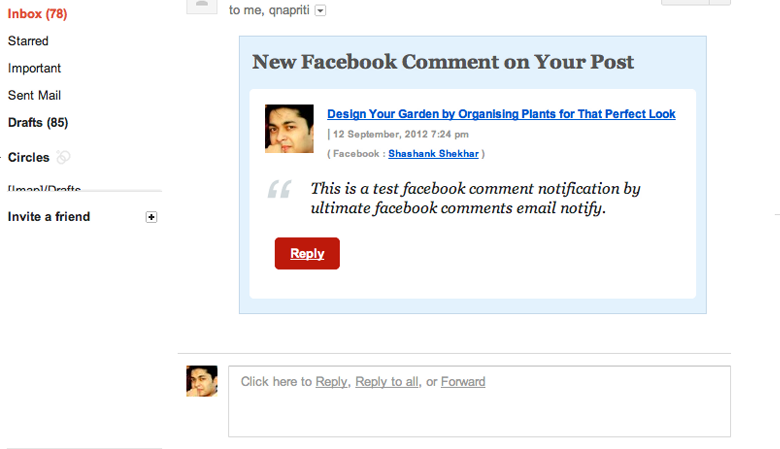 to me, qnapriti
Inbox (78)
Starred
Important
Sent Mail
Drafts (85)
Circles
[Imap]/Drafts
Invite a friend
New Facebook Comment on Your Post
Design Your Garden by Organising Plants for That Perfect Look
| 12 September, 2012 7:24 pm
( Facebook : Shashank Shekhar )
“ This is a test facebook comment notification by
ultimate facebook comments email notify.
Reply
Click here to Reply, Reply to all, or Forward